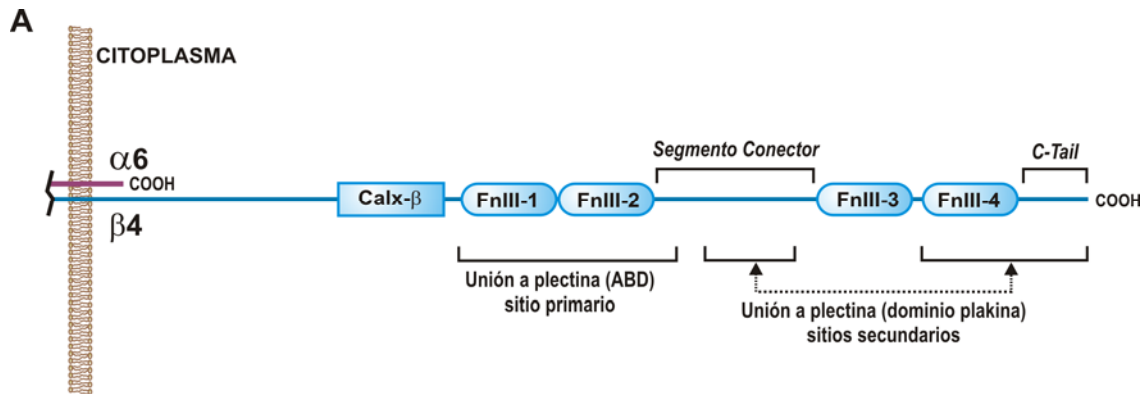 A
CITOPLASMA
α6
COOH
β4
Calx-β
FnIII-1
FnIII-2
Segmento Conector
FnIII-3
FnIII-4
C-Tail
COOH
Unión a plectina (ABD)
sitio primario
Unión a plectina (dominio plakina)
sitios secundarios